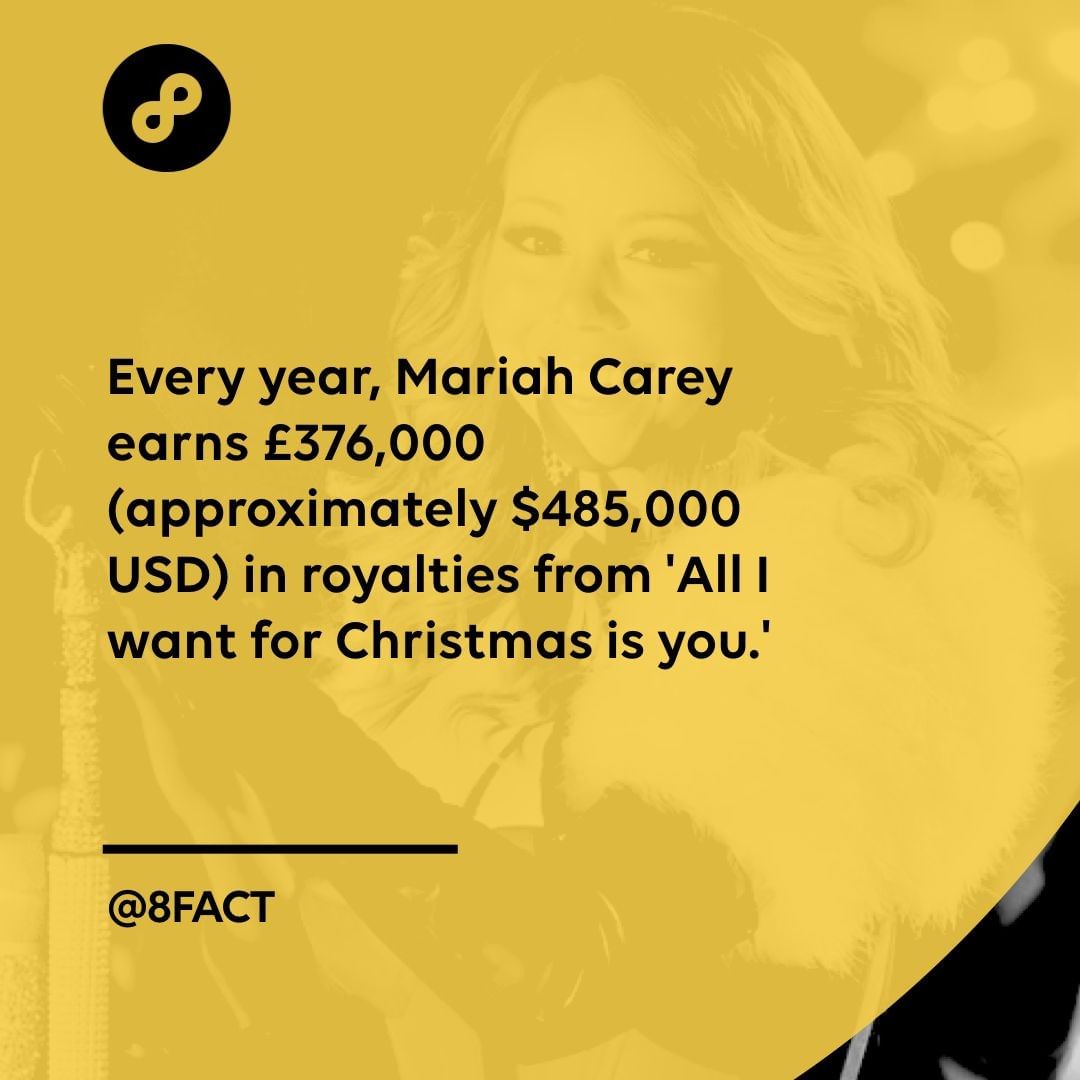 Every year, Mariah Carey
earns £376,000
(approximately $485,000
USD) in royalties from 'All I
want for Christmas is you.'
@8FACT